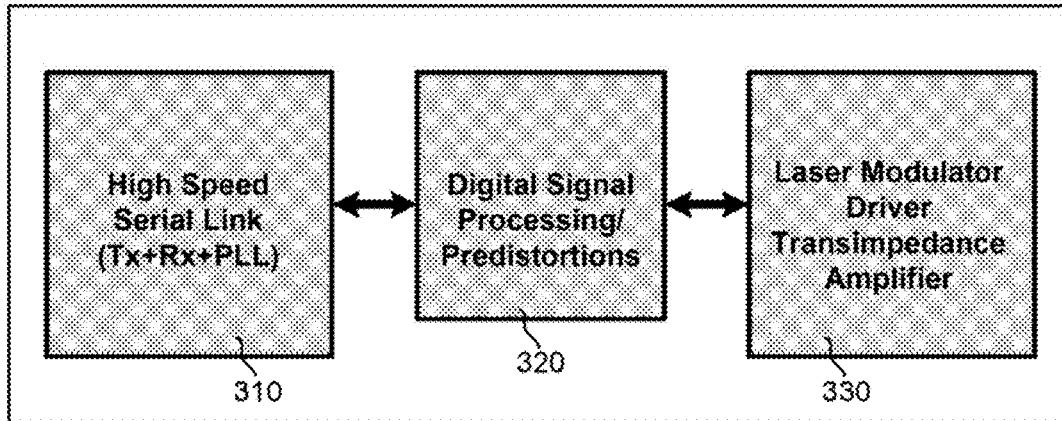 High Speed
Serial Link
(Tx+Rx+PLL)
310
Digital Signal
Processing/
Predistortions
320
Laser Modulator
Driver
Transimpedance
Amplifier
330